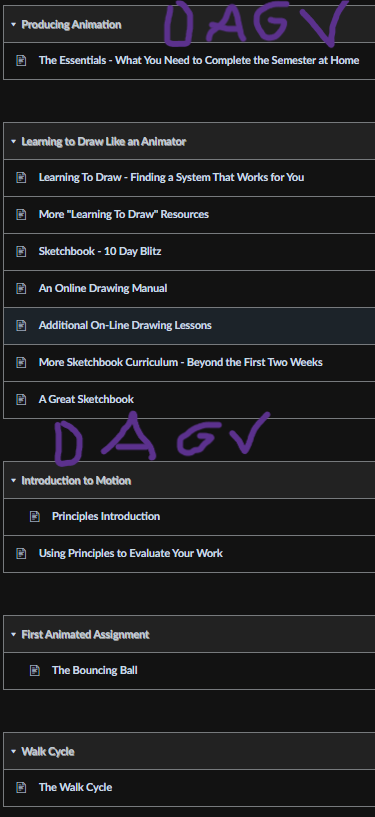 Producing Animation DAGV
The Essentials - What You Need to Complete the Semester at Home
Learning to Draw Like an Animator
Learning To Draw - Finding a System That Works for You
More "Learning To Draw" Resources
Sketchbook - 10 Day Blitz
An Online Drawing Manual
Additional On-Line Drawing Lessons
More Sketchbook Curriculum - Beyond the First Two Weeks
A Great Sketchbook
DAGV
Introduction to Motion
Principles Introduction
Using Principles to Evaluate Your Work
First Animated Assignment
The Bouncing Ball
Walk Cycle
The Walk Cycle